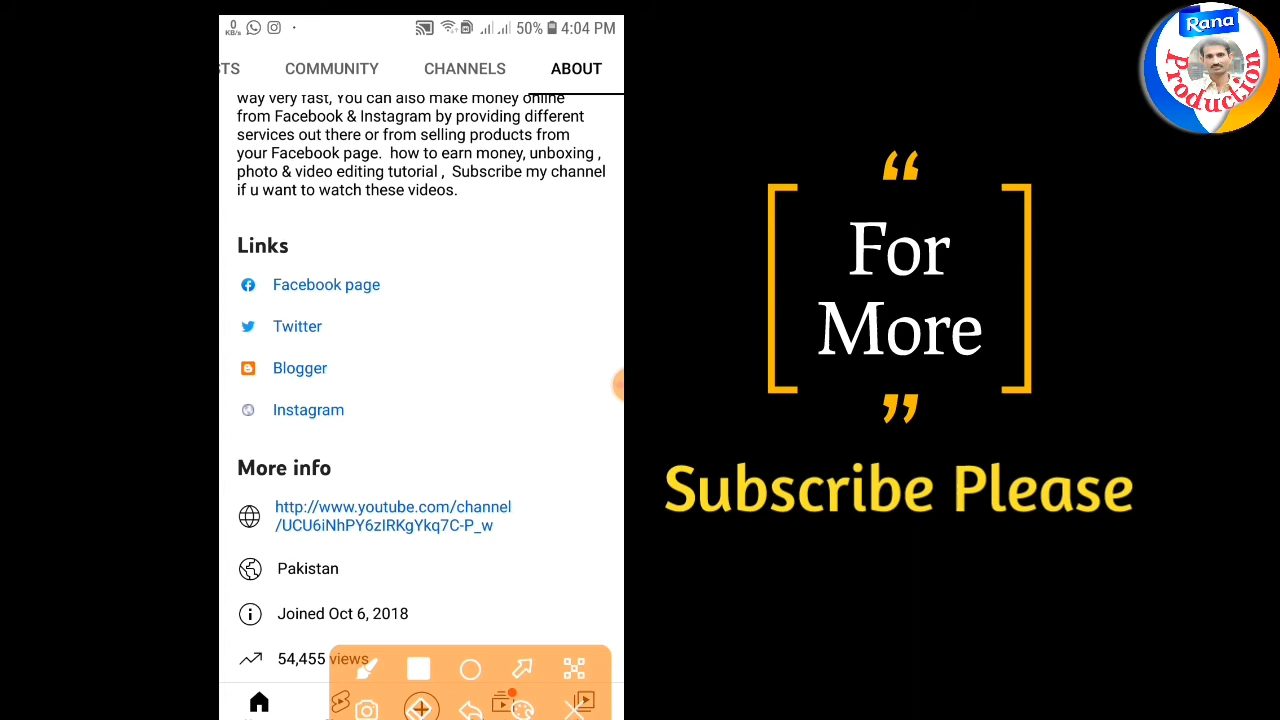 0
KB/s
50%
4:04 PM
TS
COMMUNITY
CHANNELS
ABOUT
way very fast, You can also make money online
from Facebook & Instagram by providing different
services out there or from selling products from
your Facebook page.  how to earn money, unboxing ,
photo & video editing tutorial ,  Subscribe my channel
if u want to watch these videos.
Links
Facebook page
Twitter
Blogger
Instagram
More info
http://www.youtube.com/channel
/UCU6iNhPY6zIRKgYkq7C-P_w
Pakistan
Joined Oct 6, 2018
54,455 views
Rana
Production
“
For
More
”
Subscribe Please